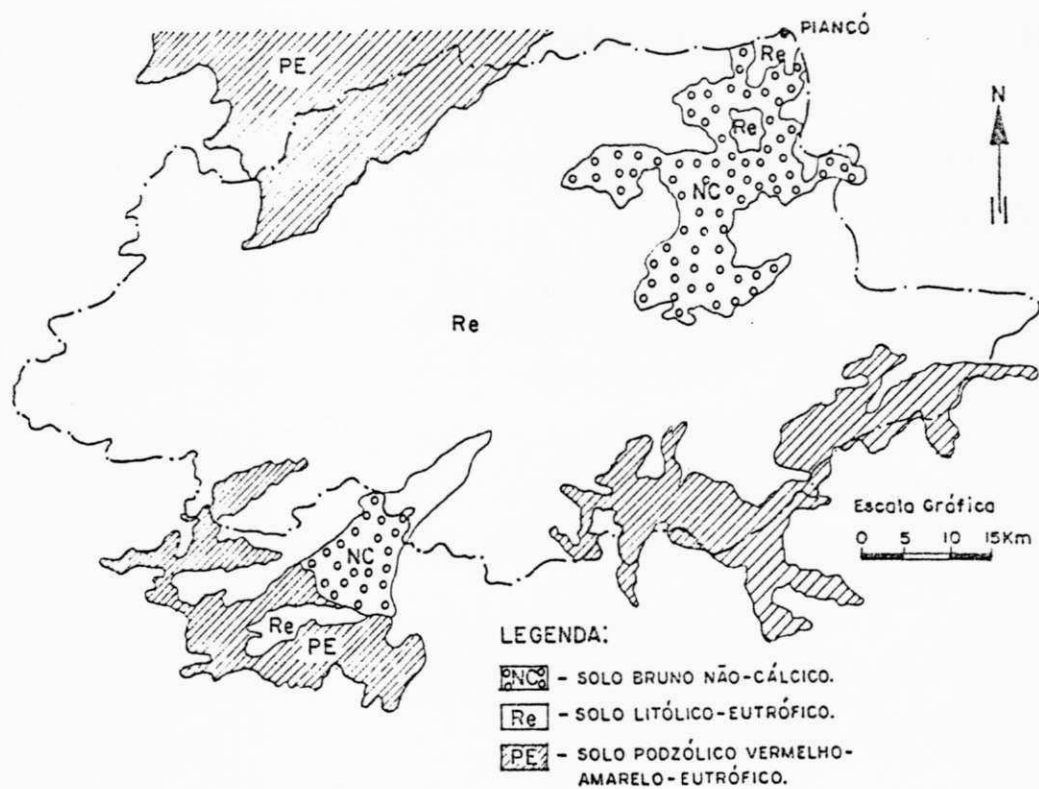 PIANCÓ
PE
Re
N
Re
NC
Re
NC
Re
PE
Escala Gráfica
0 5 10 15Km
LEGENDA:
NC - SOLO BRUNO NÃO-CÁLCICO.
Re - SOLO LITÓLICO-EUTRÓFICO.
PE - SOLO PODZÓLICO VERMELHO-
AMARELO-EUTRÓFICO.